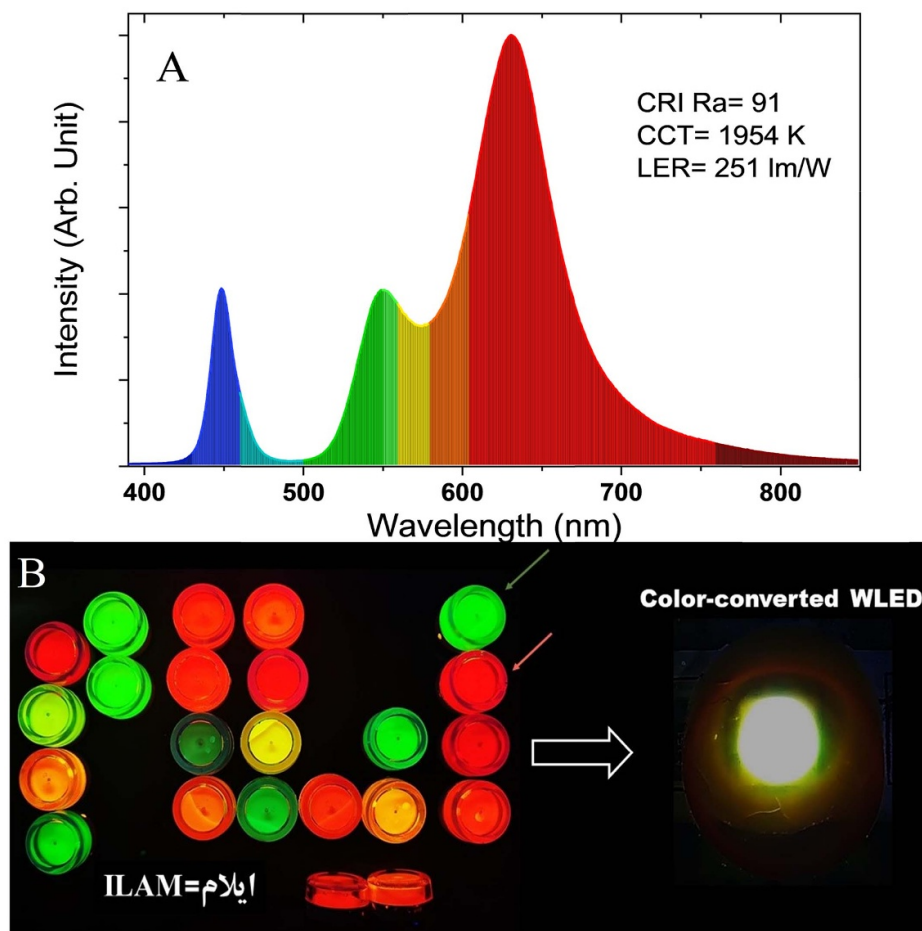 A
CRI Ra= 91
CCT= 1954 K
LER= 251 lm/W
Intensity (Arb. Unit)
400 500 600 700 800
Wavelength (nm)
B
Color-converted WLED
ILAM=ایلام